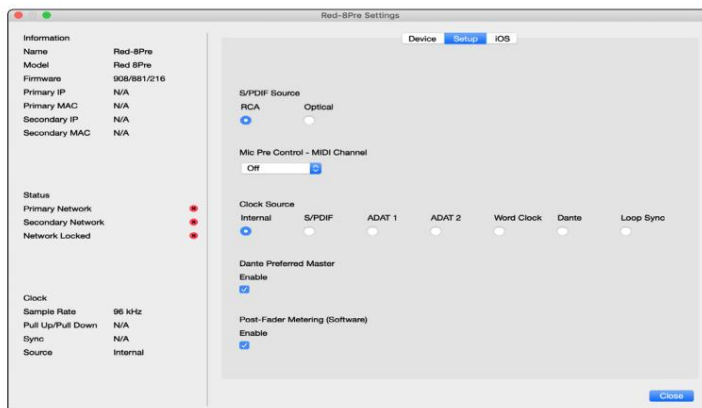 Red-8Pre Settings
Information
Name Red-8Pre
Model Red 8Pre
Firmware 908/881/216
Primary IP N/A
Primary MAC N/A
Secondary IP N/A
Secondary MAC N/A
Status
Primary Network
Secondary Network
Network Locked
Clock
Sample Rate 96 kHz
Pull Up/Pull Down N/A
Sync N/A
Source Internal
Device Setup iOS
S/PDIF Source
RCA Optical
Mic Pre Control - MIDI Channel
Off
Clock Source
Internal S/PDIF ADAT 1 ADAT 2 Word Clock Dante Loop Sync
Dante Preferred Master
Enable
Post-Fader Metering (Software)
Enable
Close